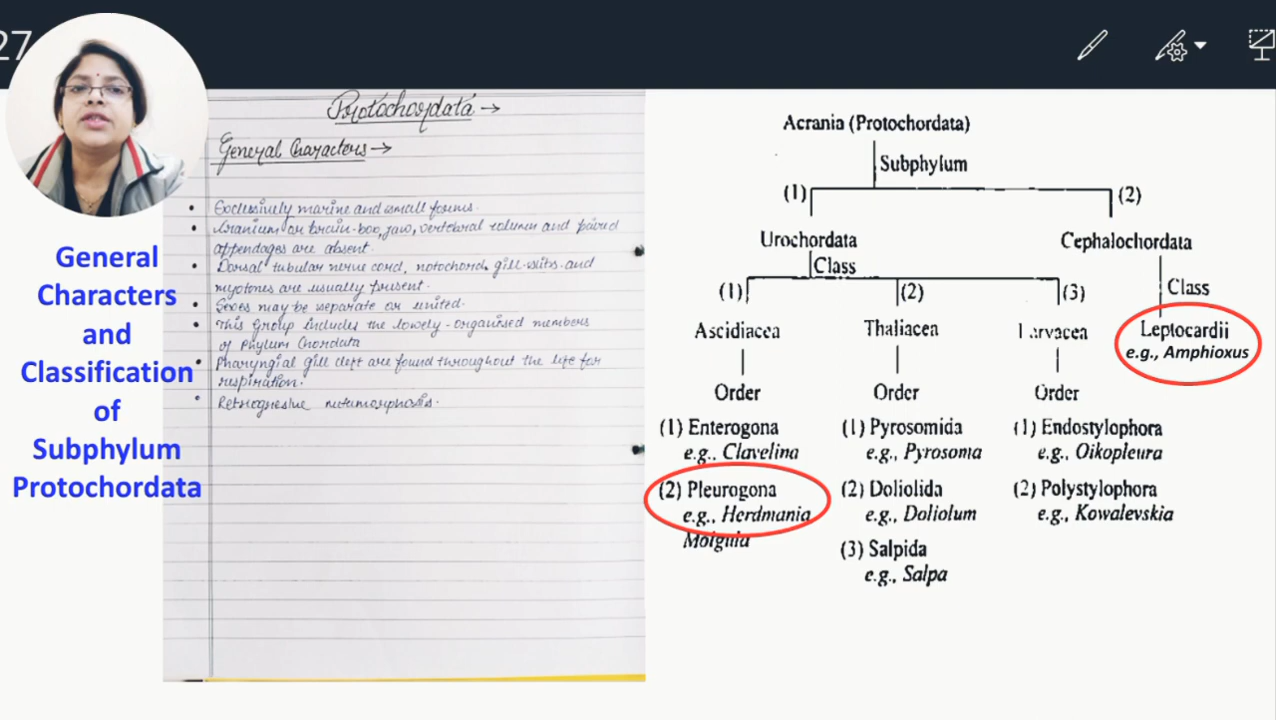 27
Protochordata →
General Characters →
• Exclusively marine and small forms.
• Cranium or brain-box, jaw, vertebral column and paired
appendages are absent.
• Dorsal tubular nerve cord, notochord, gill-slits and
myotomes are usually present.
• Sexes may be separate or united.
• This group includes the lowely-organised members
of Phylum Chordata
• Pharyngial gill cleft are found throughout the life for
respiration.
• Retrogressive metamorphosis.
General
Characters
and
Classification
of
Subphylum
Protochordata
Acrania (Protochordata)
Subphylum
(1) (2)
Urochordata Cephalochordata
Class Class
(1) (2) (3)
Ascidiacea Thaliacea Larvacea Leptocardii
e.g., Amphioxus
Order Order Order
(1) Enterogona (1) Pyrosomida (1) Endostylophora
e.g., Clavelina e.g., Pyrosoma e.g., Oikopleura
(2) Pleurogona (2) Doliolida (2) Polystylophora
e.g., Herdmania e.g., Doliolum e.g., Kowalevskia
Molgula
(3) Salpida
e.g., Salpa